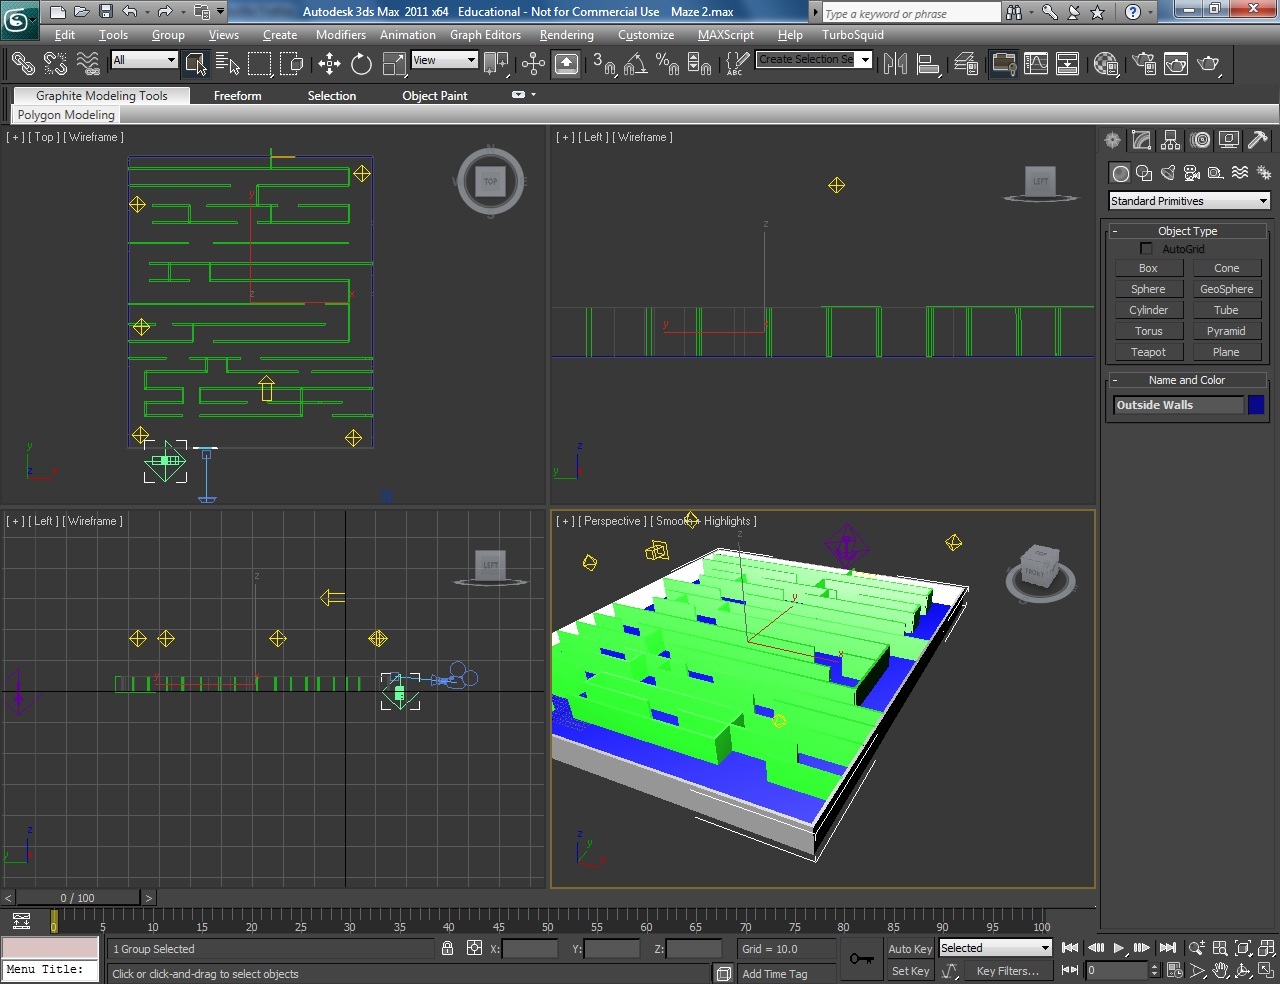 Autodesk 3ds Max 2011 x64 Educational - Not for Commercial Use Maze 2.max
Type a keyword or phrase
Edit Tools Group Views Create Modifiers Animation Graph Editors Rendering Customize MAXScript Help TurboSquid
All View 3 ABC Create Selection Se
Graphite Modeling Tools Freeform Selection Object Paint
Polygon Modeling
[ + ] [ Top ] [ Wireframe ]
TOP
y
x
z
y
z x
[ + ] [ Left ] [ Wireframe ]
LEFT
z
y
z
y
Standard Primitives
- Object Type
AutoGrid
Box Cone
Sphere GeoSphere
Cylinder Tube
Torus Pyramid
Teapot Plane
- Name and Color
Outside Walls
[ + ] [ Left ] [ Wireframe ]
LEFT
z
y
z
y
[ + ] [ Perspective ] [ Smooth + Highlights ]
TOP
FRONT
z
y
x
z
y
x
< 0 / 100 >
0 5 10 15 20 25 30 35 40 45 50 55 60 65 70 75 80 85 90 95 100
1 Group Selected X: Y: Z: Grid = 10.0 Auto Key Selected
Menu Title: Click or click-and-drag to select objects Add Time Tag Set Key Key Filters... 0